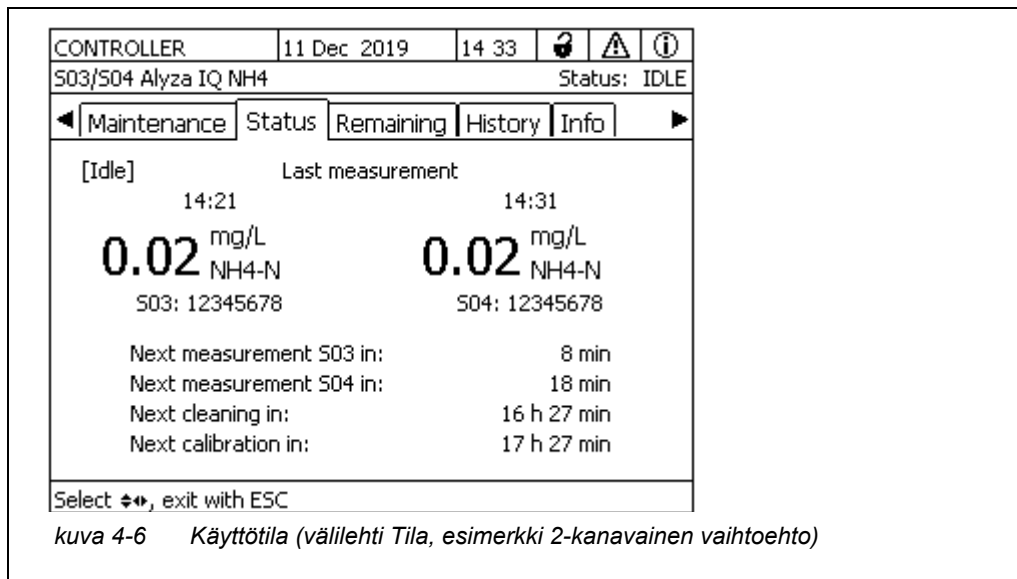 CONTROLLER 11 Dec 2019 14 33
S03/S04 Alyza IQ NH4 Status: IDLE
Maintenance Status Remaining History Info
[Idle] Last measurement
14:21 14:31
0.02 mg/L NH4-N 0.02 mg/L NH4-N
S03: 12345678 S04: 12345678
Next measurement S03 in: 8 min
Next measurement S04 in: 18 min
Next cleaning in: 16 h 27 min
Next calibration in: 17 h 27 min
Select ◆◆, exit with ESC
kuva 4-6 Käyttötila (välilehti Tila, esimerkki 2-kanavainen vaihtoehto)